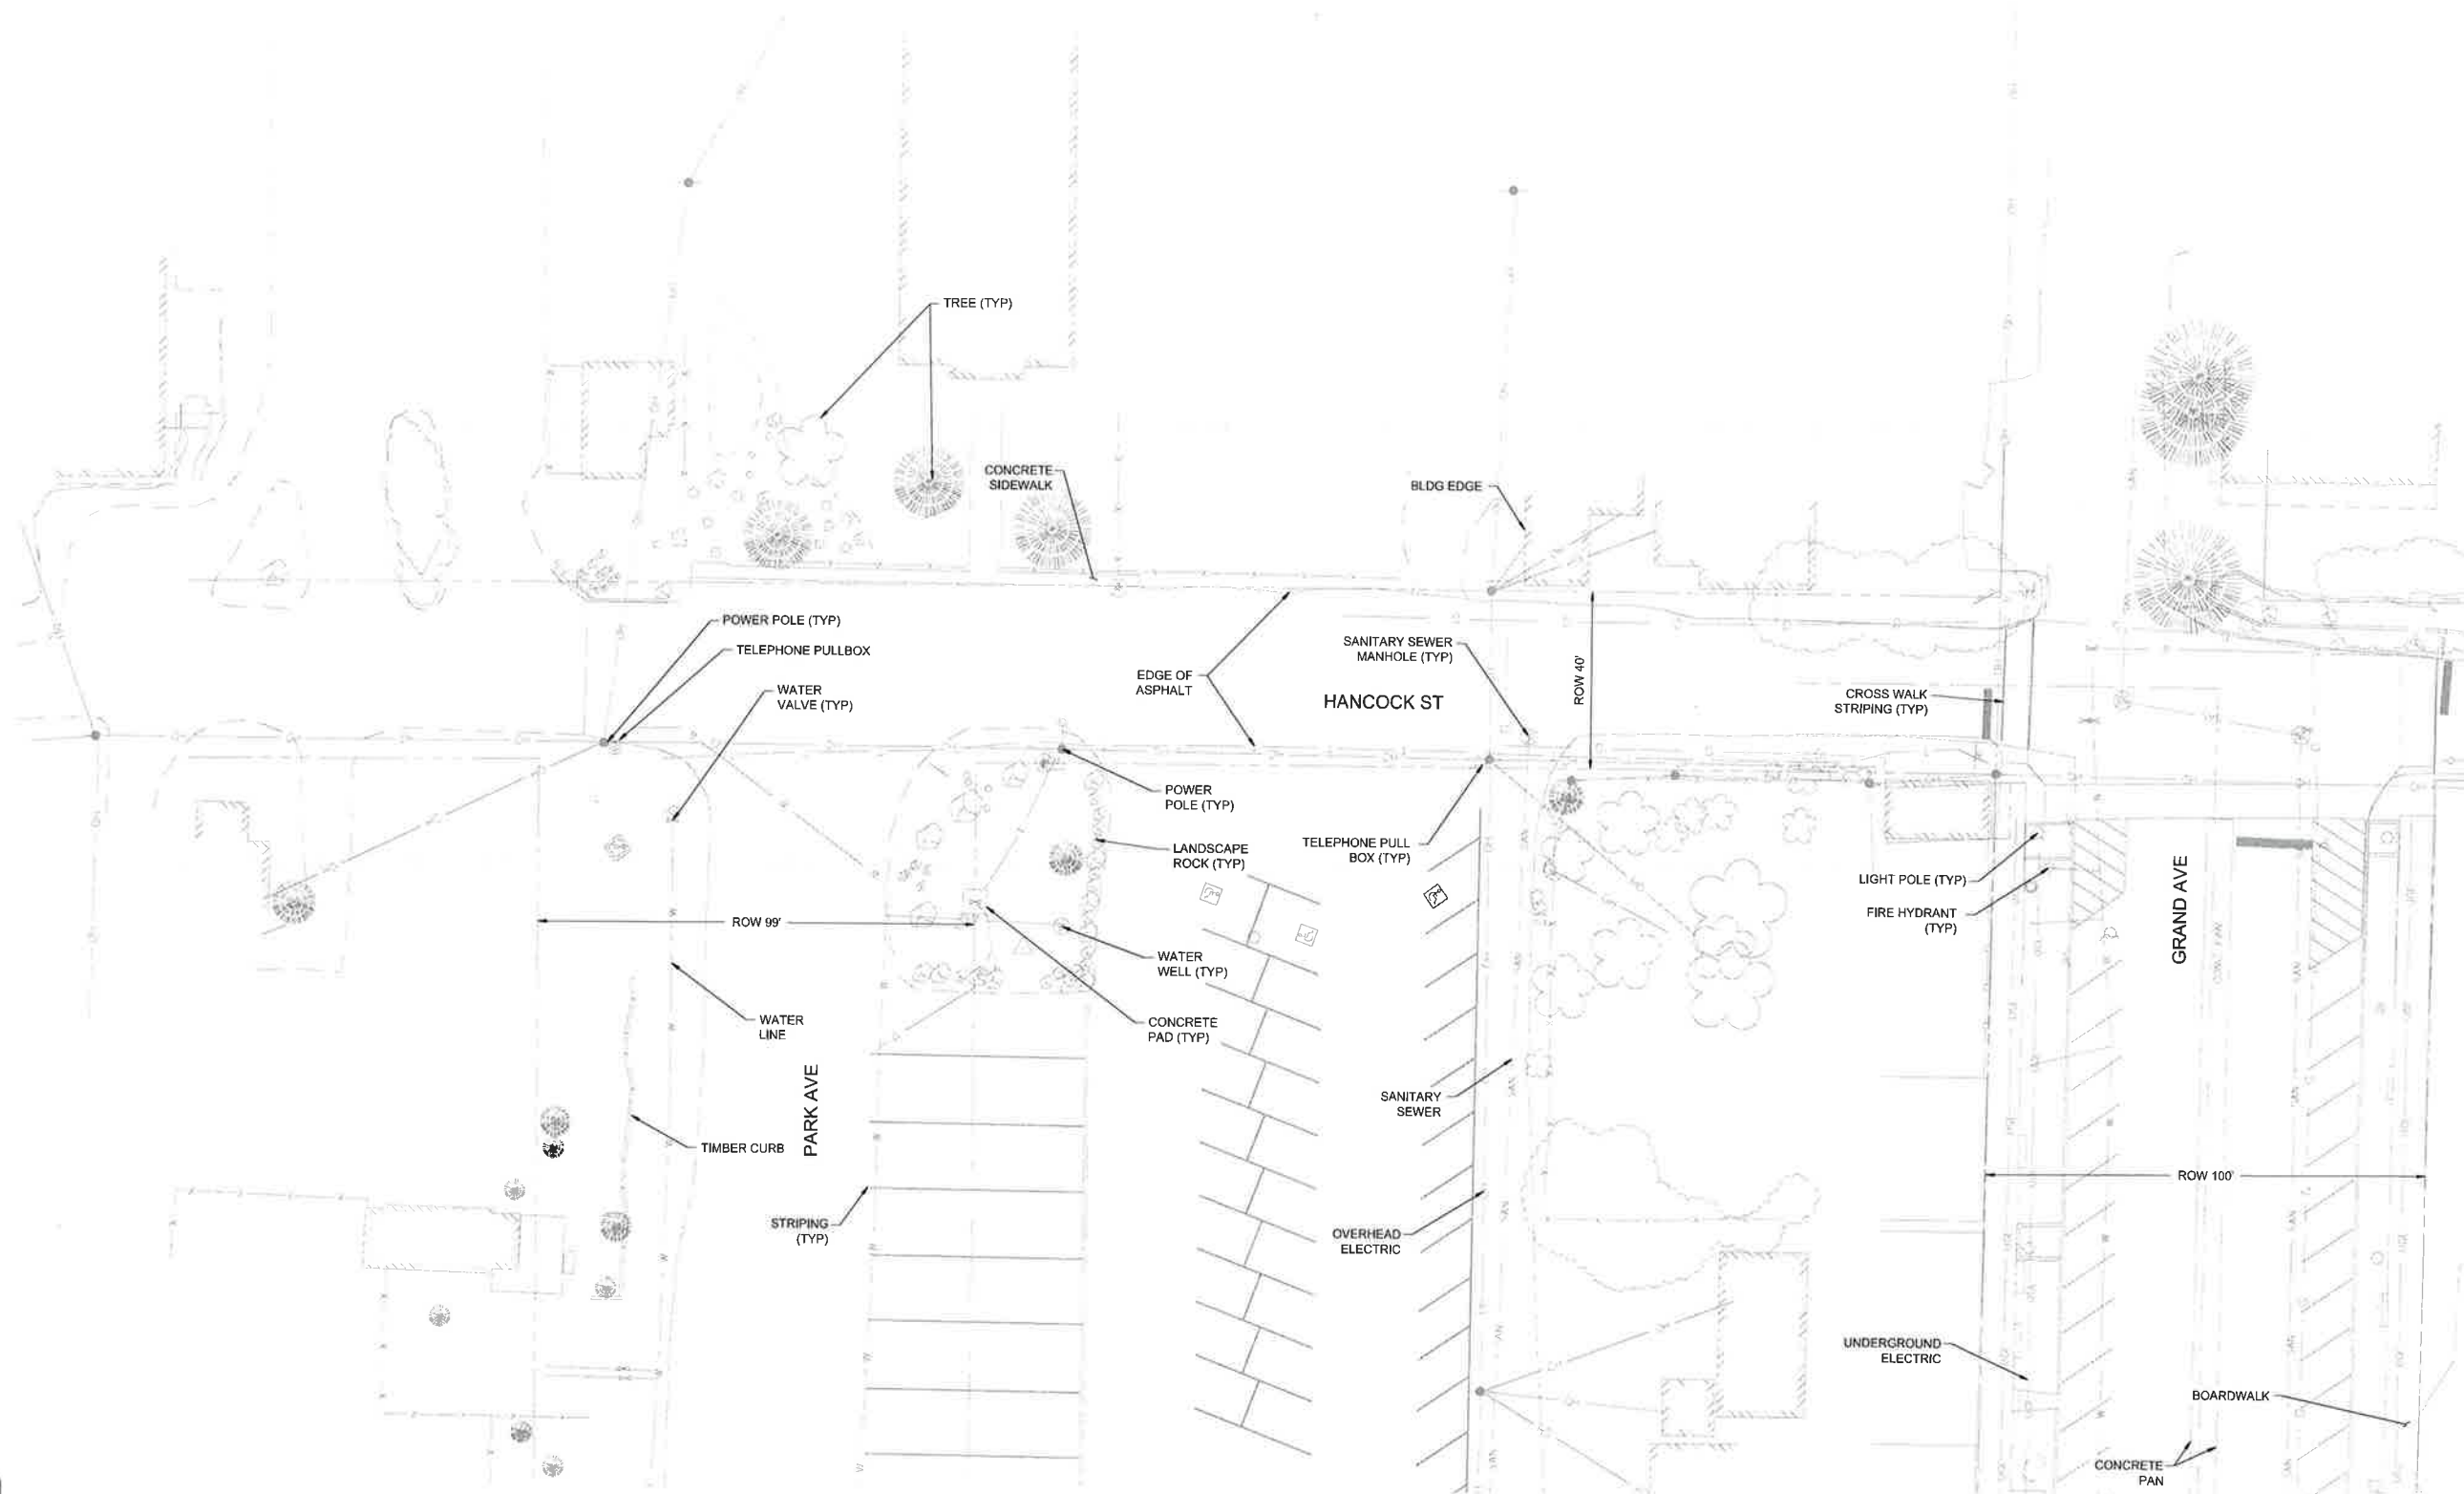 TREE (TYP)
CONCRETE
SIDEWALK
BLDG EDGE
POWER POLE (TYP)
TELEPHONE PULLBOX
WATER
VALVE (TYP)
EDGE OF
ASPHALT
SANITARY SEWER
MANHOLE (TYP)
HANCOCK ST
ROW 40'
CROSS WALK
STRIPING (TYP)
POWER
POLE (TYP)
LANDSCAPE
ROCK (TYP)
TELEPHONE PULL
BOX (TYP)
LIGHT POLE (TYP)
FIRE HYDRANT
(TYP)
GRAND AVE
ROW 99'
WATER
WELL (TYP)
WATER
LINE
CONCRETE
PAD (TYP)
PARK AVE
TIMBER CURB
SANITARY
SEWER
STRIPING
(TYP)
OVERHEAD
ELECTRIC
ROW 100'
UNDERGROUND
ELECTRIC
BOARDWALK
CONCRETE
PAN